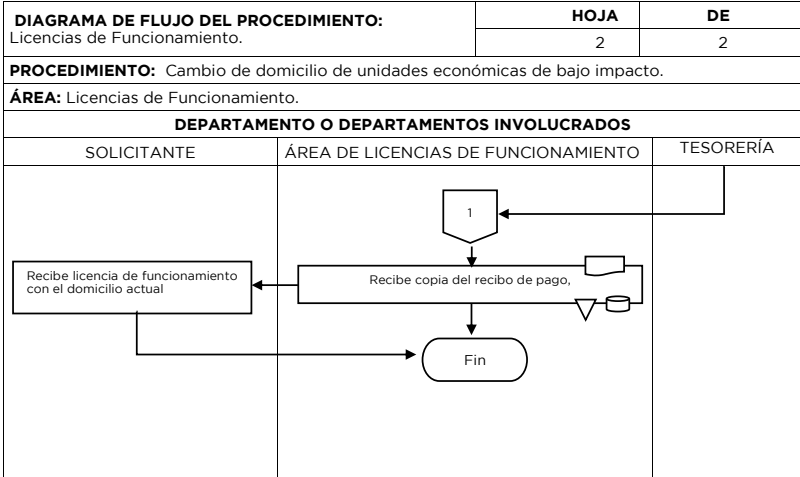 DIAGRAMA DE FLUJO DEL PROCEDIMIENTO:
Licencias de Funcionamiento.
HOJA
DE
2
2
PROCEDIMIENTO: Cambio de domicilio de unidades económicas de bajo impacto.
ÁREA: Licencias de Funcionamiento.
DEPARTAMENTO O DEPARTAMENTOS INVOLUCRADOS
SOLICITANTE
ÁREA DE LICENCIAS DE FUNCIONAMIENTO
TESORERÍA
1
Recibe licencia de funcionamiento
con el domicilio actual
Recibe copia del recibo de pago,
Fin